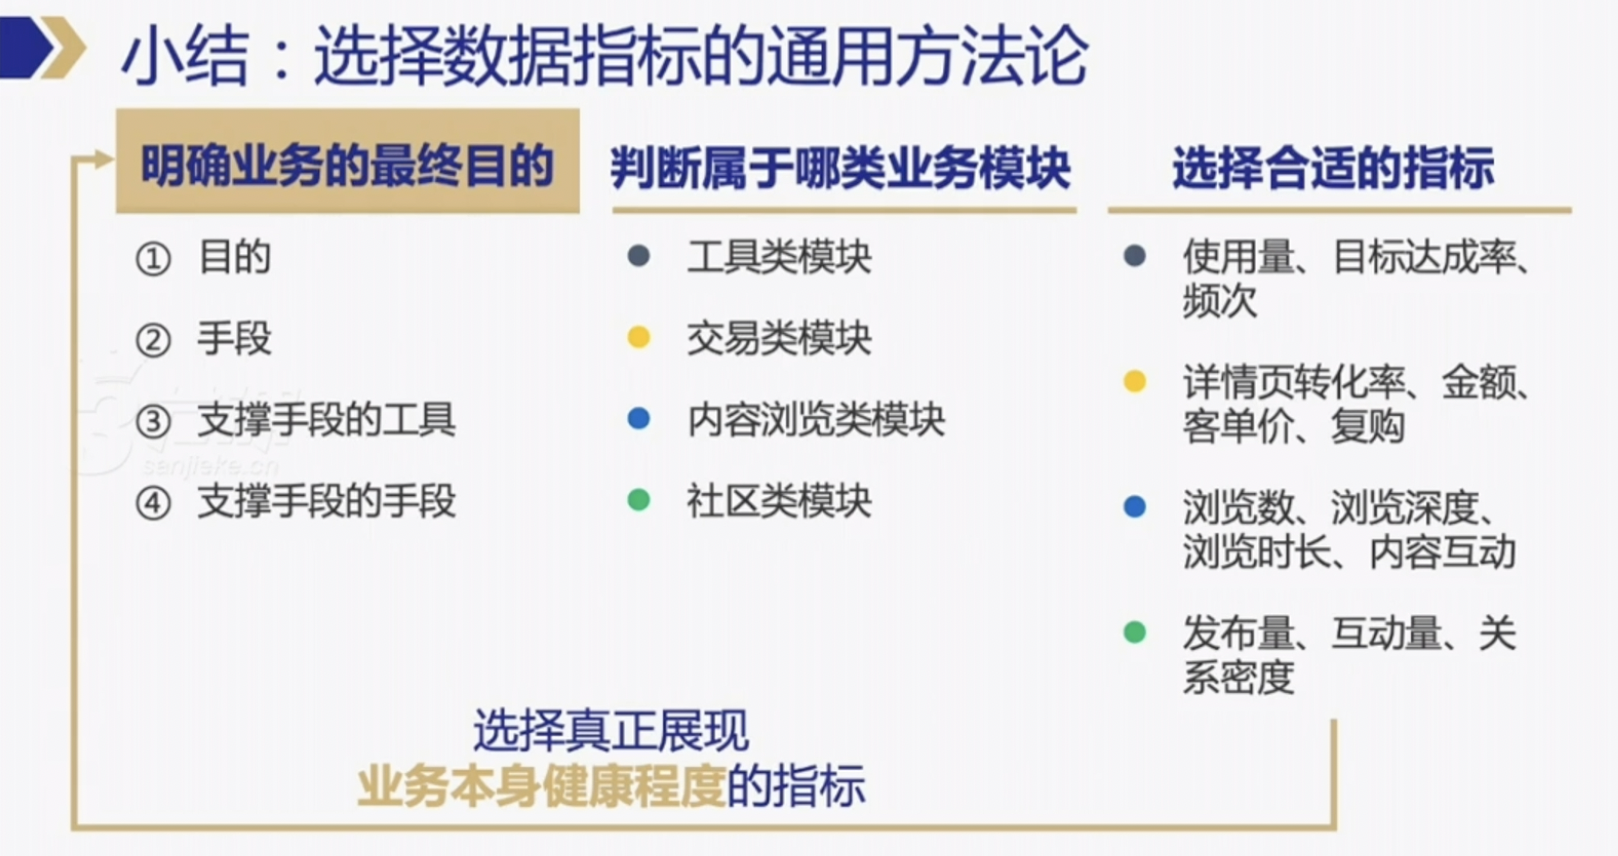 小结：选择数据指标的通用方法论
明确业务的最终目的
① 目的
② 手段
③ 支撑手段的工具
④ 支撑手段的手段
判断属于哪类业务模块
工具类模块
交易类模块
内容浏览类模块
社区类模块
选择合适的指标
使用量、目标达成率、
频次
详情页转化率、金额、
客单价、复购
浏览数、浏览深度、
浏览时长、内容互动
发布量、互动量、关
系密度
选择真正展现
业务本身健康程度的指标
sanjieke.cn